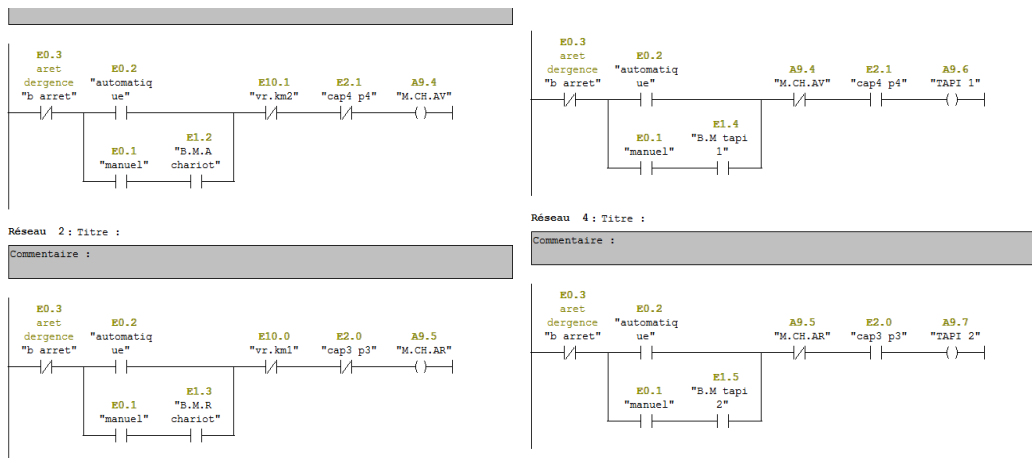 E0.3
aret
dergence
"b arret"
E0.2
"automatiq
ue"
E10.1
"vr.km2"
E2.1
"cap4 p4"
A9.4
"M.CH.AV"
E0.1
"manuel"
E1.2
"B.M.A
chariot"
Réseau 2 : Titre :
Commentaire :
E0.3
aret
dergence
"b arret"
E0.2
"automatiq
ue"
E10.0
"vr.km1"
E2.0
"cap3 p3"
A9.5
"M.CH.AR"
E0.1
"manuel"
E1.3
"B.M.R
chariot"
E0.3
aret
dergence
"b arret"
E0.2
"automatiq
ue"
A9.4
"M.CH.AV"
E2.1
"cap4 p4"
A9.6
"TAPI 1"
E0.1
"manuel"
E1.4
"B.M tapi
1"
Réseau 4 : Titre :
Commentaire :
E0.3
aret
dergence
"b arret"
E0.2
"automatiq
ue"
A9.5
"M.CH.AR"
E2.0
"cap3 p3"
A9.7
"TAPI 2"
E0.1
"manuel"
E1.5
"B.M tapi
2"